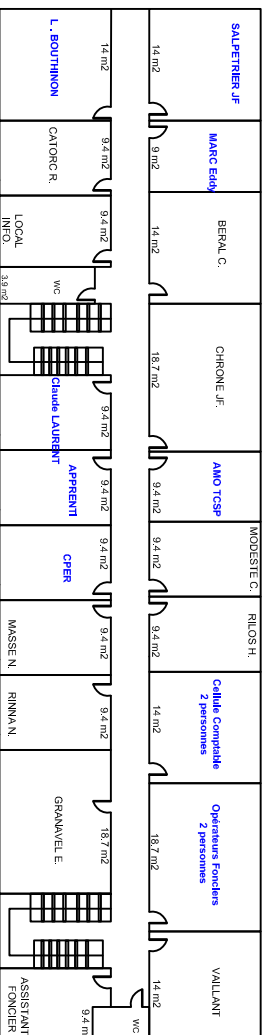 SALPETRIER JF
14 m2
MARC Eddy
9 m2
BERAL C.
14 m2
CHRONE JF.
18.7 m2
AMO TCSP
9.4 m2
MODESTE C.
9.4 m2
RILOS H.
9.4 m2
Cellule Comptable
2 personnes
14 m2
Opérateurs Fonciers
2 personnes
18.7 m2
VAILLANT
14 m2
L . BOUTHINON
14 m2
CATORC R.
9.4 m2
LOCAL
INFO.
9.4 m2
WC
3.9 m2
Claude LAURENT
9.4 m2
APPRENTI
9.4 m2
CPER
9.4 m2
MASSE N.
9.4 m2
RINNA N.
9.4 m2
GRANAVEL E.
18.7 m2
ASSISTANT
FONCIER
9.4 m
WC